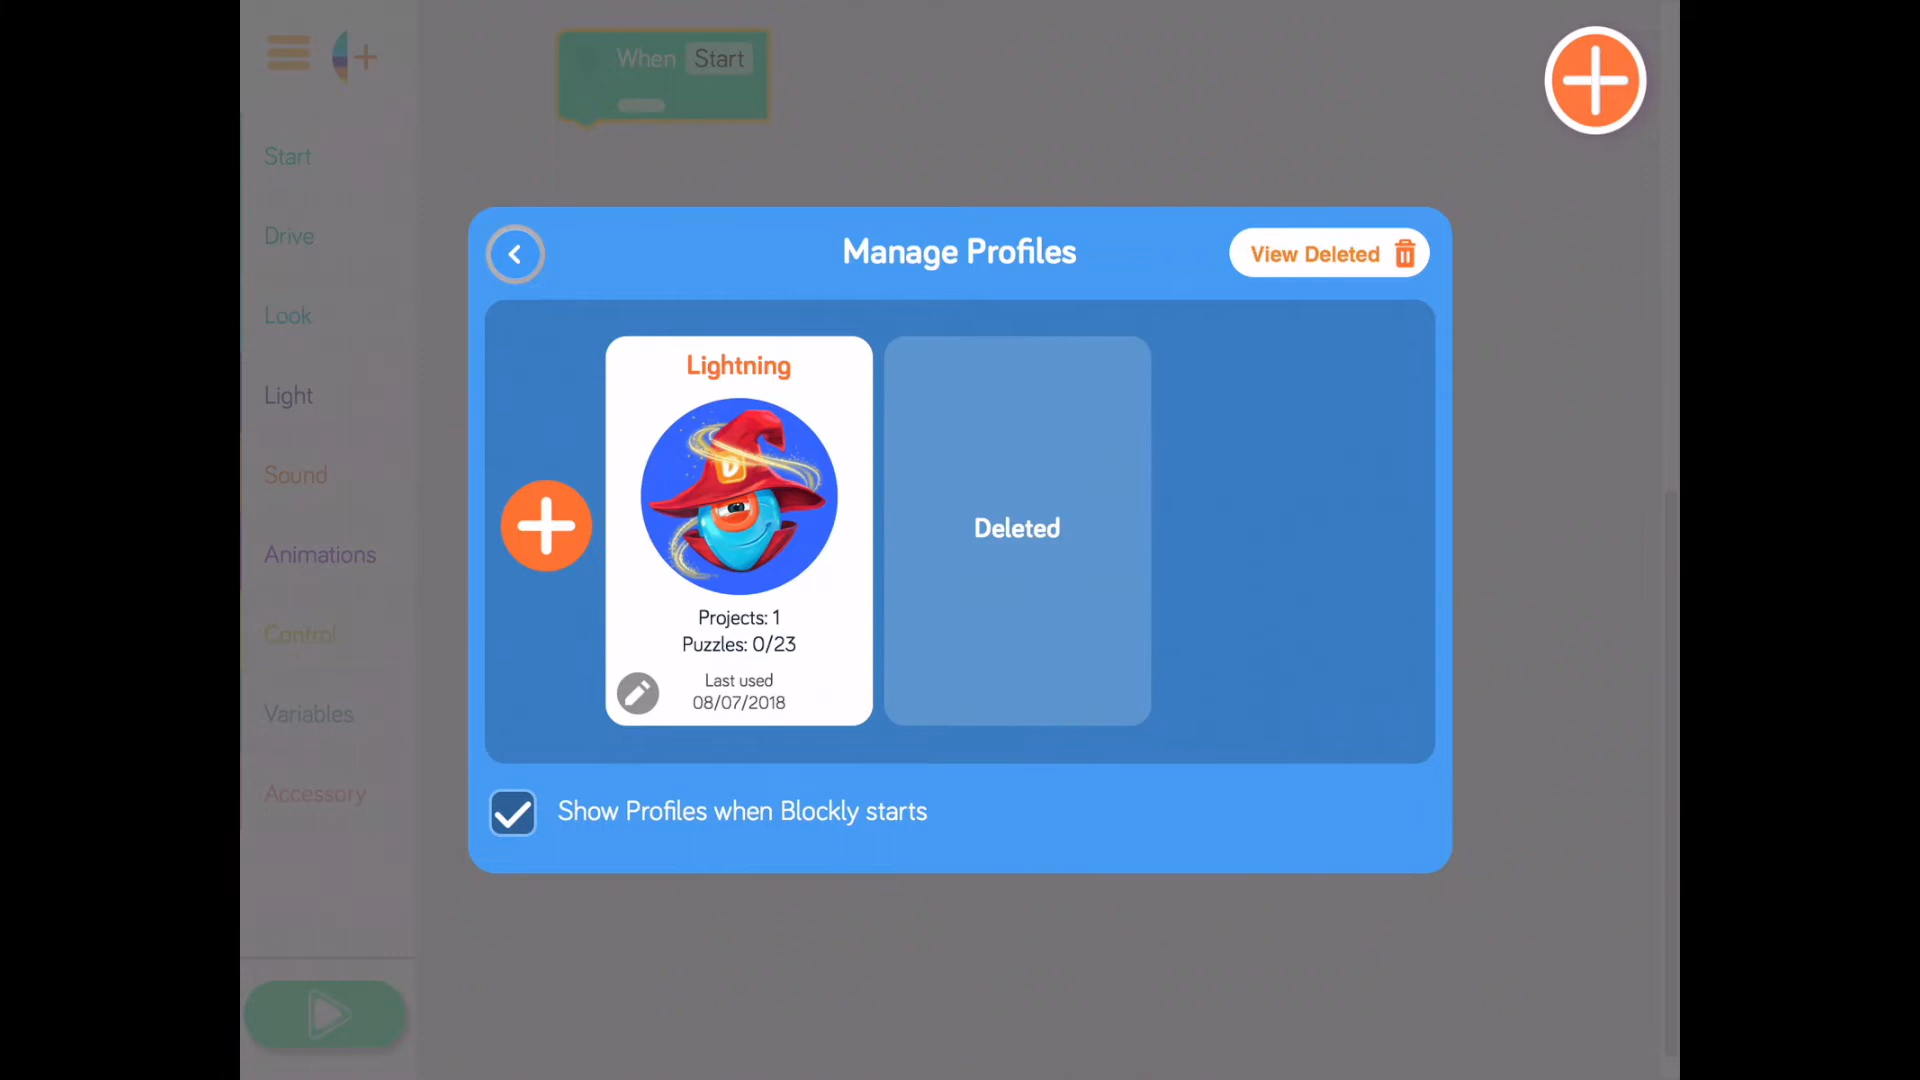 When Start
Start
Drive
Look
Light
Sound
Animations
Control
Variables
Accessory
Manage Profiles
View Deleted
Lightning
D
Projects: 1
Puzzles: 0/23
Last used
08/07/2018
Deleted
Show Profiles when Blockly starts